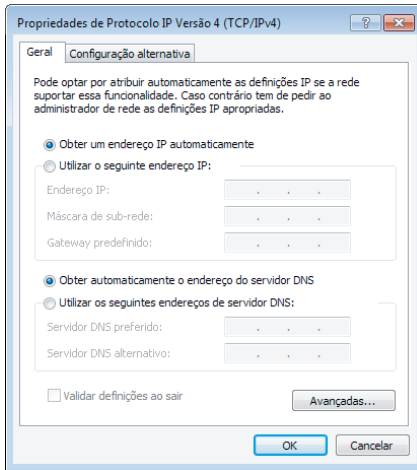 Propriedades de Protocolo IP Versão 4 (TCP/IPv4)
Geral
Configuração alternativa
Pode optar por atribuir automaticamente as definições IP se a rede
suportar essa funcionalidade. Caso contrário tem de pedir ao
administrador de rede as definições IP apropriadas.
Obter um endereço IP automaticamente
Utilizar o seguinte endereço IP:
Endereço IP:
Máscara de sub-rede:
Gateway predefinido:
Obter automaticamente o endereço do servidor DNS
Utilizar os seguintes endereços de servidor DNS:
Servidor DNS preferido:
Servidor DNS alternativo:
Validar definições ao sair
Avançadas...
OK
Cancelar